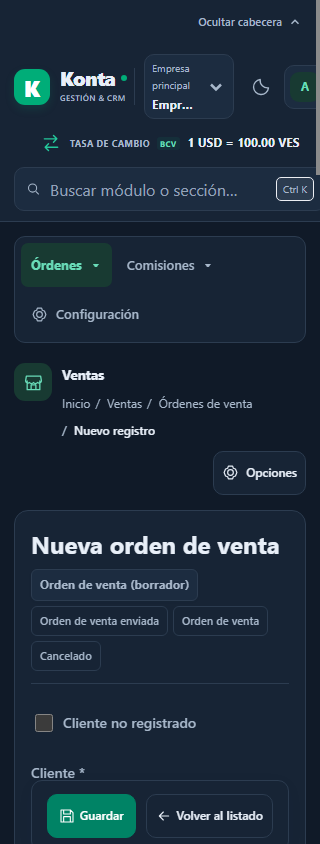 Ocultar cabecera
K
Konta
GESTIÓN & CRM
Empresa
principal
Empr...
A
TASA DE CAMBIO BCV 1 USD = 100.00 VES
Buscar módulo o sección... Ctrl K
Órdenes Comisiones
Configuración
Ventas
Inicio / Ventas / Órdenes de venta
/ Nuevo registro
Opciones
Nueva orden de venta
Orden de venta (borrador)
Orden de venta enviada Orden de venta
Cancelado
Cliente no registrado
Cliente *
Guardar Volver al listado